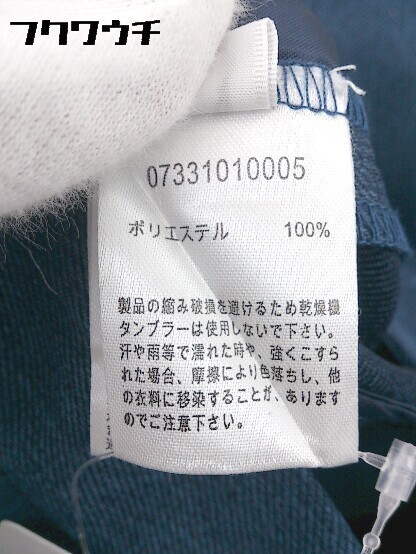 フクワウチ
07331010005
ポリエステル 100%
製品の縮み破損を避けるため乾燥機
タンブラーは使用しないで下さい。
汗や雨等で濡れた時や、強くこすら
れた場合、摩擦により色落ちし、他
の衣料に移染することが、あります
のでご注意下さい。